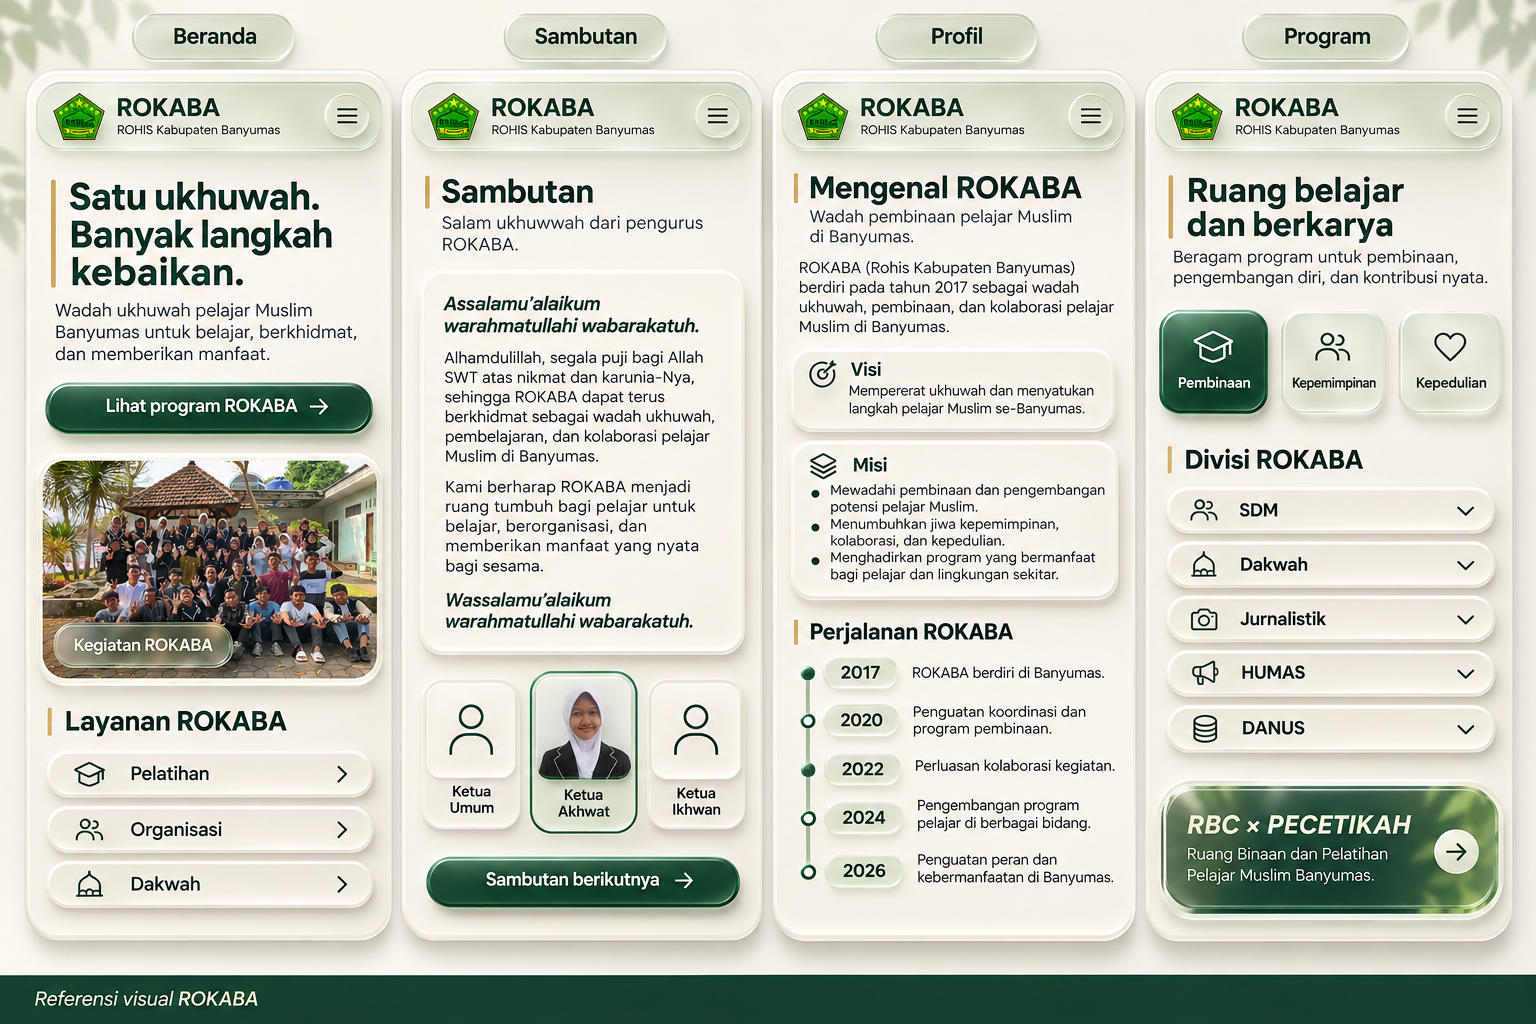 Beranda
ROKABA
ROHIS Kabupaten Banyumas
Satu ukhuwah.
Banyak langkah
kebaikan.
Wadah ukhuwah pelajar Muslim
Banyumas untuk belajar, berkhidmat,
dan memberikan manfaat.
Lihat program ROKABA
Kegiatan ROKABA
Layanan ROKABA
Pelatihan
Organisasi
Dakwah
Sambutan
ROKABA
ROHIS Kabupaten Banyumas
Sambutan
Salam ukhuwwah dari pengurus
ROKABA.
Assalamu'alaikum
warahmatullahi wabarakatuh.
Alhamdulillah, segala puji bagi Allah
SWT atas nikmat dan karunia-Nya,
sehingga ROKABA dapat terus
berkhidmat sebagai wadah ukhuwah,
pembelajaran, dan kolaborasi pelajar
Muslim di Banyumas.
Kami berharap ROKABA menjadi
ruang tumbuh bagi pelajar untuk
belajar, berorganisasi, dan
memberikan manfaat yang nyata
bagi sesama.
Wassalamu'alaikum
warahmatullahi wabarakatuh.
Ketua
Umum
Ketua
Akhwat
Ketua
Ikhwan
Sambutan berikutnya
Profil
ROKABA
ROHIS Kabupaten Banyumas
Mengenal ROKABA
Wadah pembinaan pelajar Muslim
di Banyumas.
ROKABA (Rohis Kabupaten Banyumas)
berdiri pada tahun 2017 sebagai wadah
ukhuwah, pembinaan, dan kolaborasi pelajar
Muslim di Banyumas.
Visi
Mempererat ukhuwah dan menyatukan
langkah pelajar Muslim se-Banyumas.
Misi
Mewadahi pembinaan dan pengembangan
potensi pelajar Muslim.
Menumbuhkan jiwa kepemimpinan,
kolaborasi, dan kepedulian.
Menghadirkan program yang bermanfaat
bagi pelajar dan lingkungan sekitar.
Perjalanan ROKABA
2017 ROKABA berdiri di Banyumas.
2020 Penguatan koordinasi dan
program pembinaan.
2022 Perluasan kolaborasi kegiatan.
2024 Pengembangan program
pelajar di berbagai bidang.
2026 Penguatan peran dan
kebermanfaatan di Banyumas.
Program
ROKABA
ROHIS Kabupaten Banyumas
Ruang belajar
dan berkarya
Beragam program untuk pembinaan,
pengembangan diri, dan kontribusi nyata.
Pembinaan
Kepemimpinan
Kepedulian
Divisi ROKABA
SDM
Dakwah
Jurnalistik
HUMAS
DANUS
RBC × PECETIKAH
Ruang Binaan dan Pelatihan
Pelajar Muslim Banyumas.
Referensi visual ROKABA